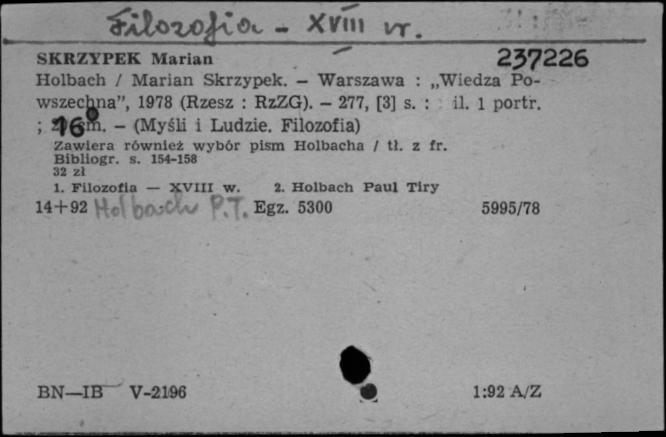 Filozofia - XVIII w.
SKRZYPEK Marian 237226
Holbach / Marian Skrzypek. – Warszawa : „Wiedza Po-
wszechna”, 1978 (Rzesz : RzZG). – 277, [3] s. : il. 1 portr.
; 16° cm. – (Myśli i Ludzie. Filozofia)
Zawiera również wybór pism Holbacha / tł. z fr.
Bibliogr. s. 154-158
32 zł
1. Filozofia — XVIII w. 2. Holbach Paul Tiry
14+92 Holbach P.T. Egz. 5300 5995/78
BN—IB V-2196 1:92 A/Z